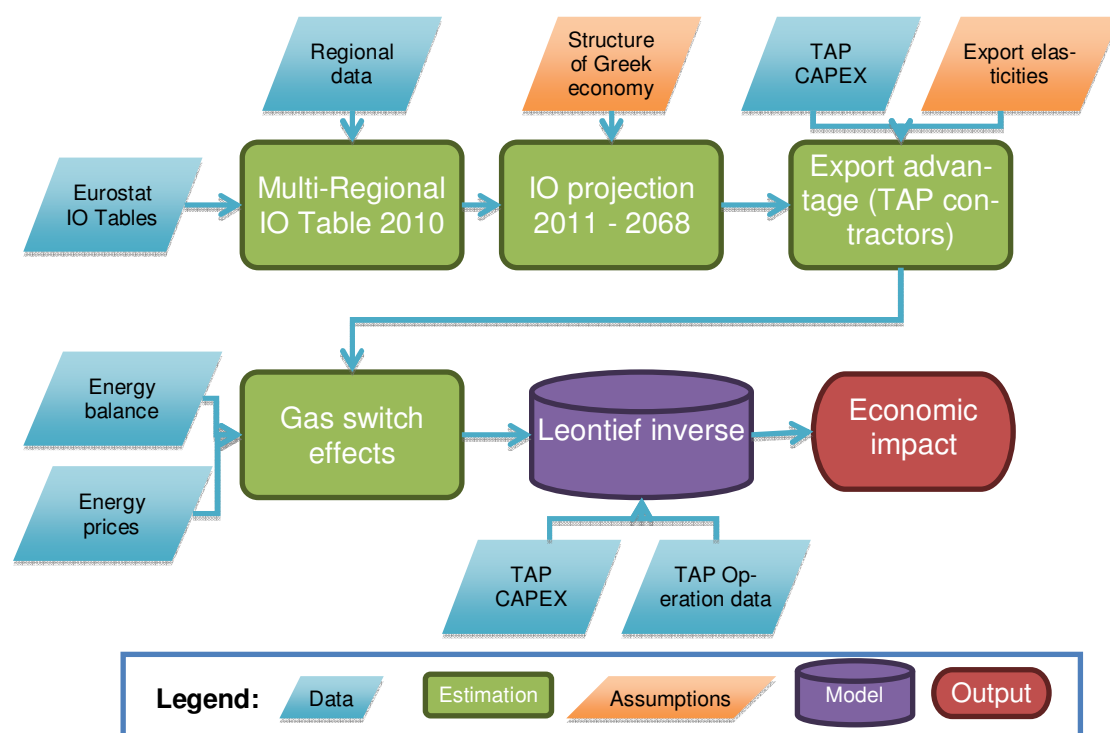 Regional
data
Structure
of Greek
economy
TAP
CAPEX
Export elas-
ticities
Eurostat
IO Tables
Multi-Regional
IO Table 2010
IO projection
2011 - 2068
Export advan-
tage (TAP con-
tractors)
Energy
balance
Energy
prices
Gas switch
effects
Leontief inverse
Economic
impact
TAP
CAPEX
TAP Op-
eration data
Legend:
Data
Estimation
Assumptions
Model
Output